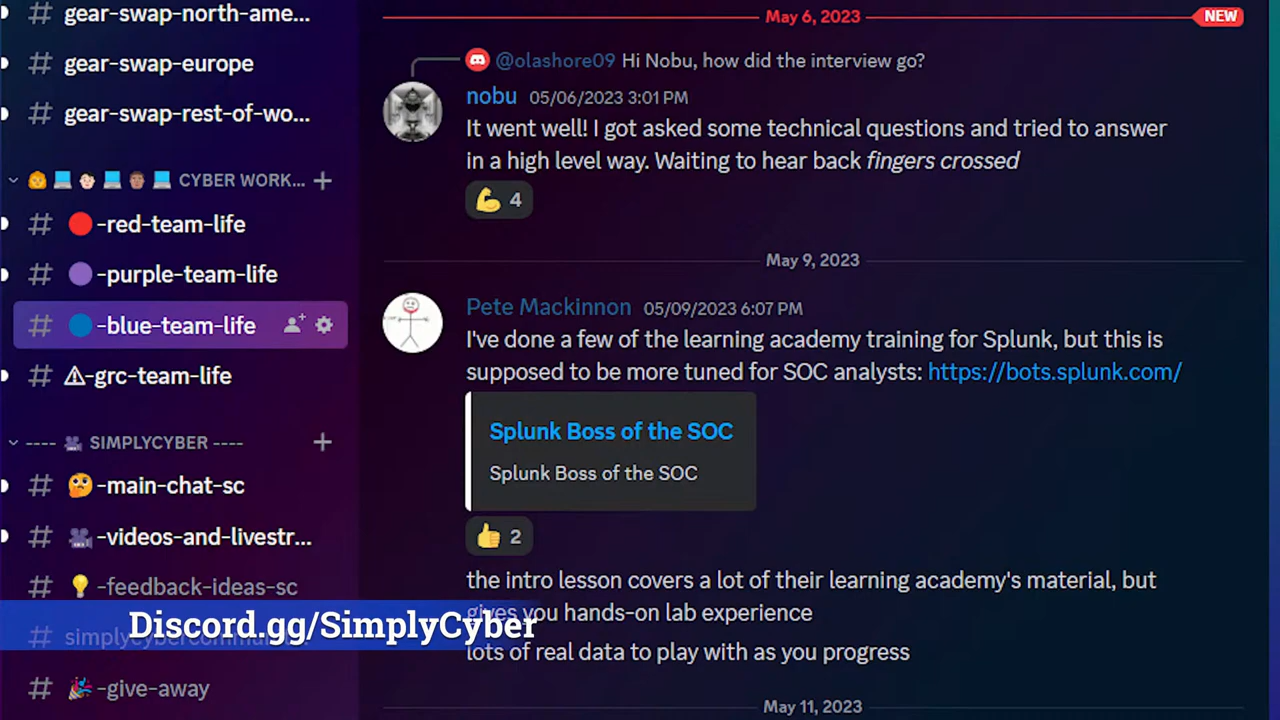 gear-swap-north-ame...
gear-swap-europe
gear-swap-rest-of-wo...
CYBER WORK...
-red-team-life
-purple-team-life
-blue-team-life
-grc-team-life
---- SIMPLYCYBER ----
-main-chat-sc
-videos-and-livestr...
-feedback-ideas-sc
Discord.gg/SimplyCyber
-give-away
May 6, 2023
NEW
@olashore09 Hi Nobu, how did the interview go?
nobu 05/06/2023 3:01 PM
It went well! I got asked some technical questions and tried to answer
in a high level way. Waiting to hear back fingers crossed
4
May 9, 2023
Pete Mackinnon 05/09/2023 6:07 PM
I've done a few of the learning academy training for Splunk, but this is
supposed to be more tuned for SOC analysts: https://bots.splunk.com/
Splunk Boss of the SOC
Splunk Boss of the SOC
2
the intro lesson covers a lot of their learning academy's material, but
gives you hands-on lab experience
lots of real data to play with as you progress
May 11, 2023